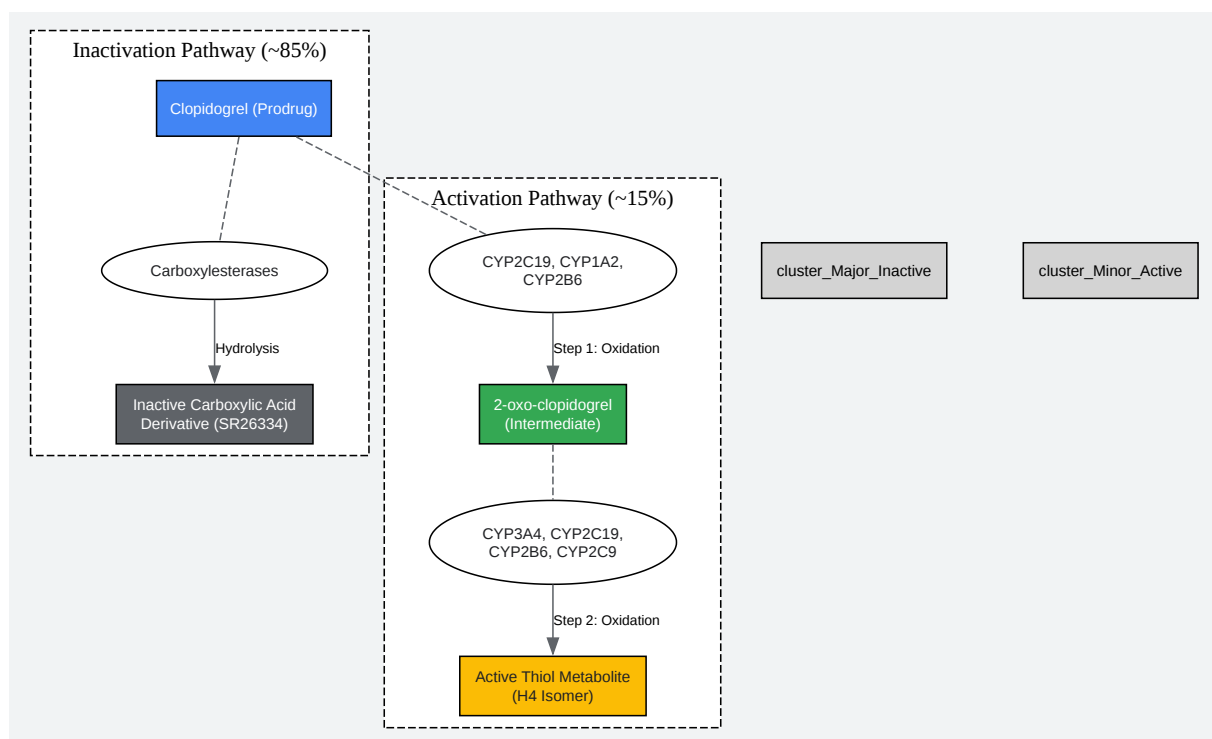 Inactivation Pathway (~85%)
Clopidogrel (Prodrug)
Carboxylesterases
Hydrolysis
Inactive Carboxylic Acid
Derivative (SR26334)
Activation Pathway (~15%)
CYP2C19, CYP1A2,
CYP2B6
Step 1: Oxidation
2-oxo-clopidogrel
(Intermediate)
CYP3A4, CYP2C19,
CYP2B6, CYP2C9
Step 2: Oxidation
Active Thiol Metabolite
(H4 Isomer)
cluster_Major_Inactive
cluster_Minor_Active